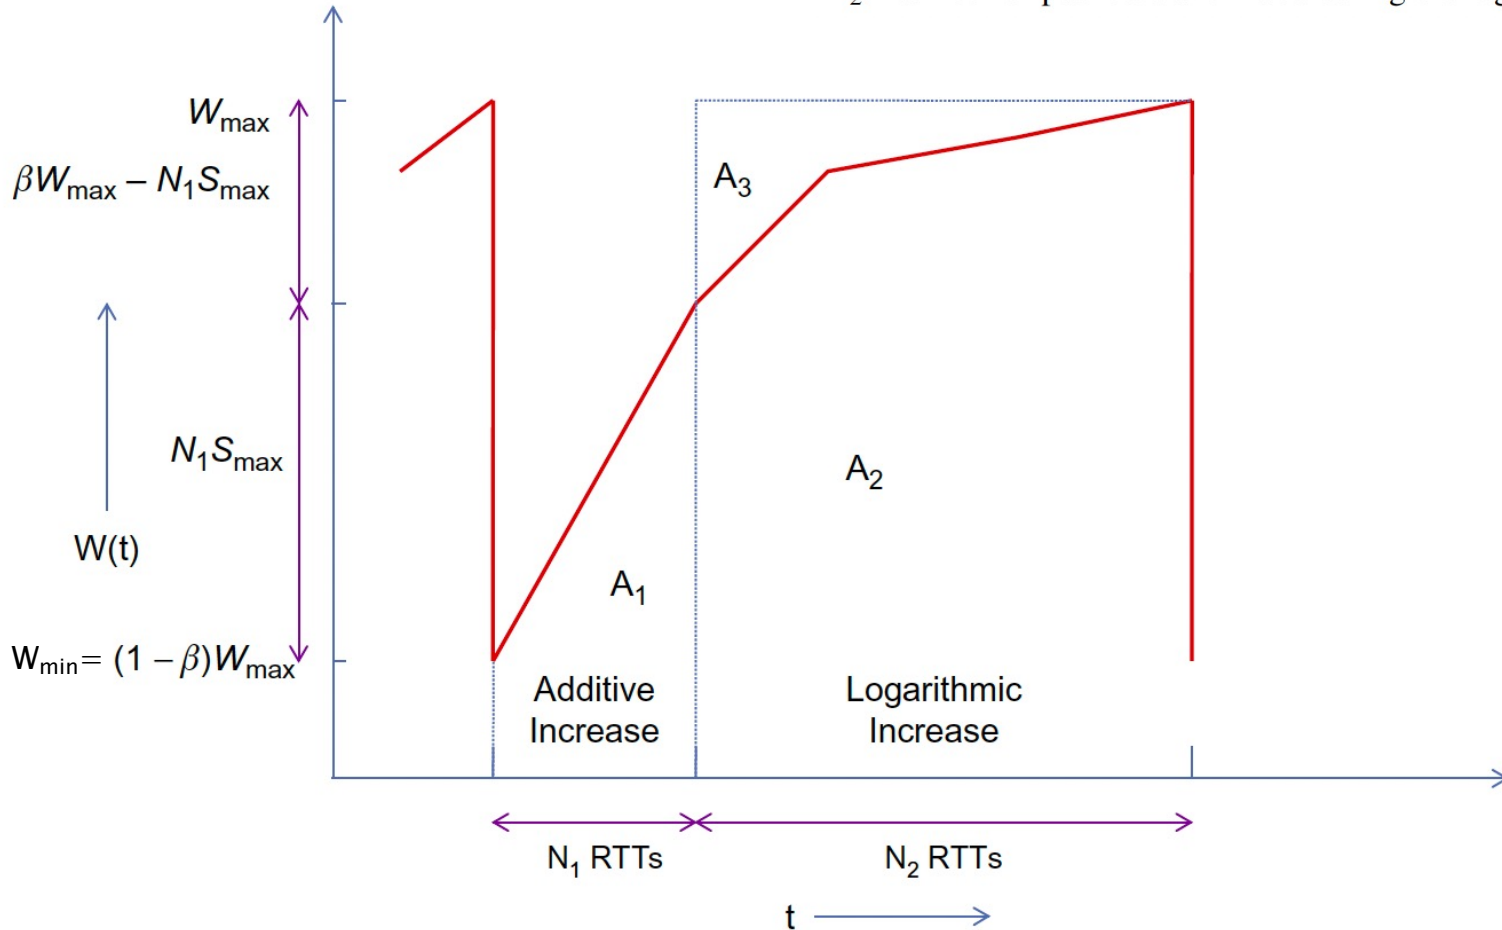 W_max
βW_max – N_1S_max
A_3
N_1S_max
A_2
W(t)
A_1
W_min= (1 – β)W_max
Additive
Increase
Logarithmic
Increase
N_1 RTTs
N_2 RTTs
t